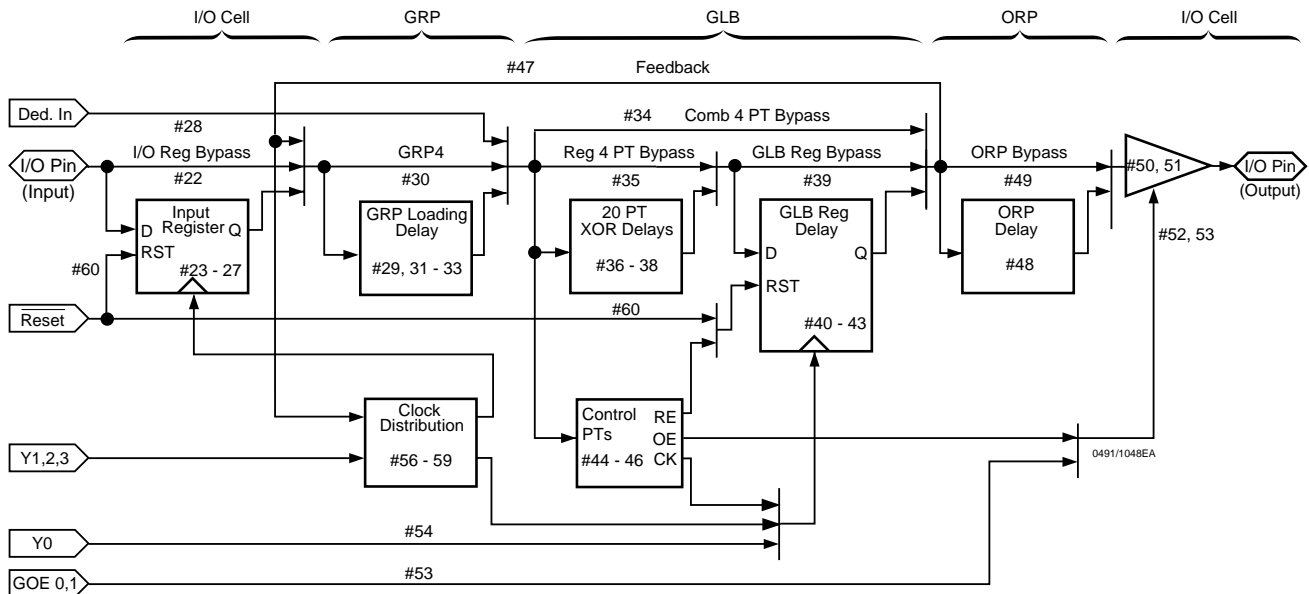 I/O Cell
GRP
GLB
ORP
I/O Cell
#47
Feedback
Ded. In
#28
#34
Comb 4 PT Bypass
I/O Pin
(Input)
I/O Reg Bypass
#22
GRP4
#30
Reg 4 PT Bypass
#35
GLB Reg Bypass
#39
ORP Bypass
#49
#50, 51
I/O Pin
(Output)
Input
Register
D
Q
RST
#23 - 27
GRP Loading
Delay
#29, 31 - 33
20 PT
XOR Delays
#36 - 38
GLB Reg
Delay
D
Q
RST
#40 - 43
ORP
Delay
#48
#52, 53
#60
Reset
#60
Clock
Distribution
#56 - 59
Control
PTs
#44 - 46
RE
OE
CK
0491/1048EA
Y1,2,3
Y0
#54
GOE 0,1
#53